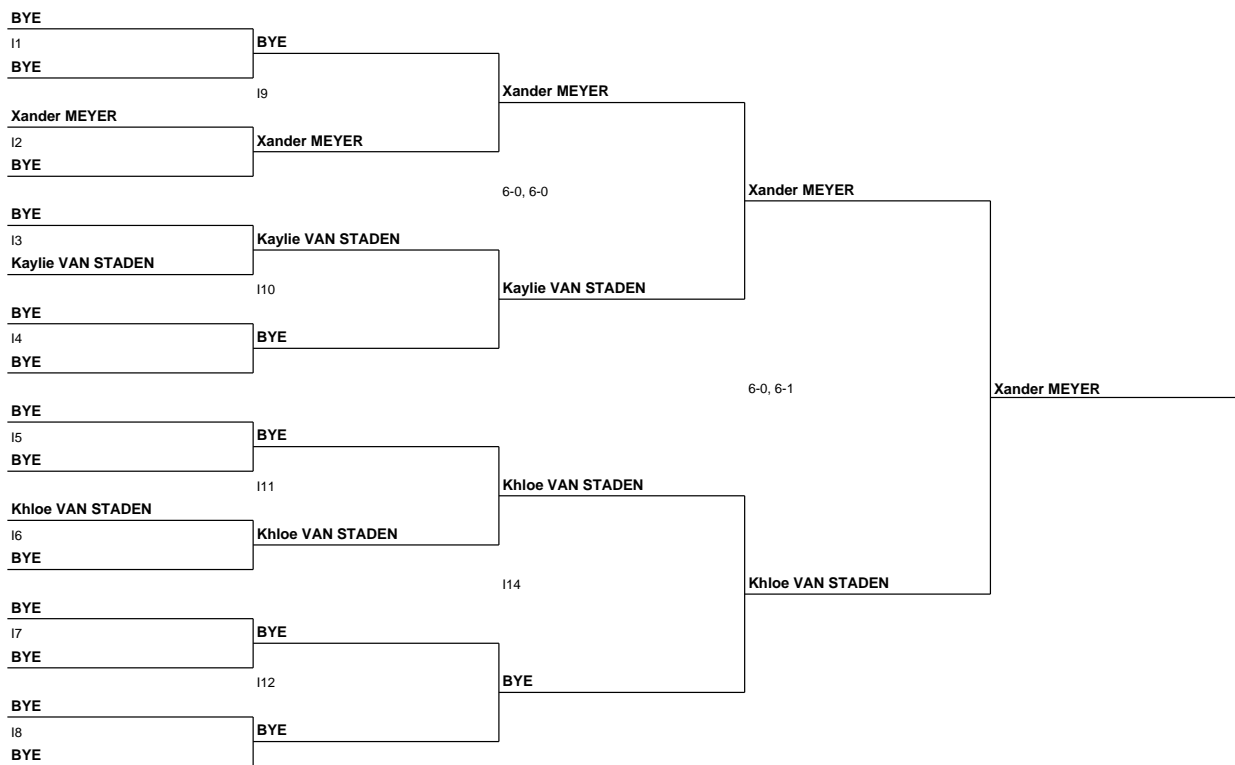 BYE
I1
BYE
BYE
I9
Xander MEYER
Xander MEYER
I2
Xander MEYER
BYE
6-0, 6-0
Xander MEYER
BYE
I3
Kaylie VAN STADEN
Kaylie VAN STADEN
I10
Kaylie VAN STADEN
BYE
I4
BYE
BYE
6-0, 6-1
Xander MEYER
BYE
I5
BYE
BYE
I11
Khloe VAN STADEN
Khloe VAN STADEN
I6
Khloe VAN STADEN
BYE
I14
Khloe VAN STADEN
BYE
I7
BYE
BYE
I12
BYE
BYE
I8
BYE
BYE